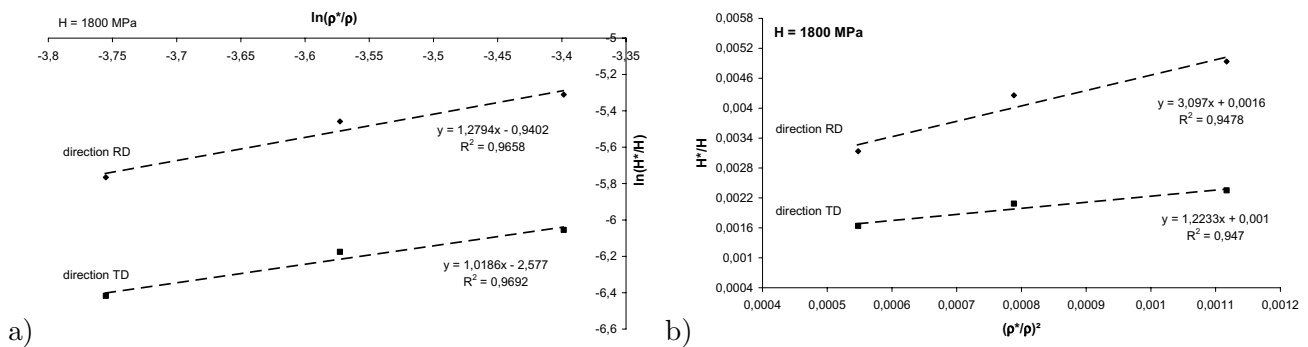 H = 1800 MPa
ln(ρ*/ρ)
-3,8
-3,75
-3,7
-3,65
-3,6
-3,55
-3,5
-3,45
-3,4
-3,35
-5
-5,2
-5,4
-5,6
-5,8
-6
-6,2
-6,4
-6,6
ln(H*/H)
y = 1,2794x - 0,9402
R² = 0,9658
direction RD
direction TD
y = 1,0186x - 2,577
R² = 0,9692
a)
H = 1800 MPa
0,0058
0,0052
0,0046
0,004
0,0034
0,0028
0,0022
0,0016
0,001
0,0004
H*/H
y = 3,097x + 0,0016
R² = 0,9478
direction RD
direction TD
y = 1,2233x + 0,001
R² = 0,947
0,0004
0,0005
0,0006
0,0007
0,0008
0,0009
0,001
0,0011
0,0012
(ρ*/ρ)²
b)